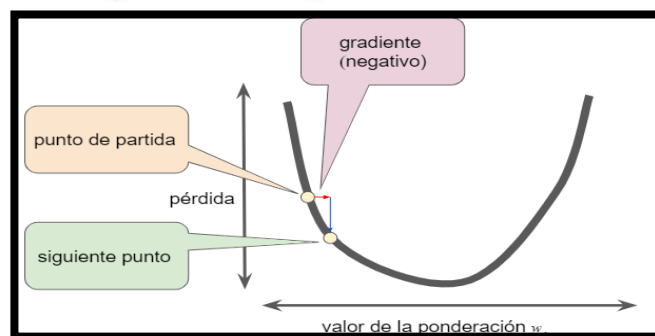 gradiente
(negativo)
punto de partida
pérdida
siguiente punto
valor de la ponderación w